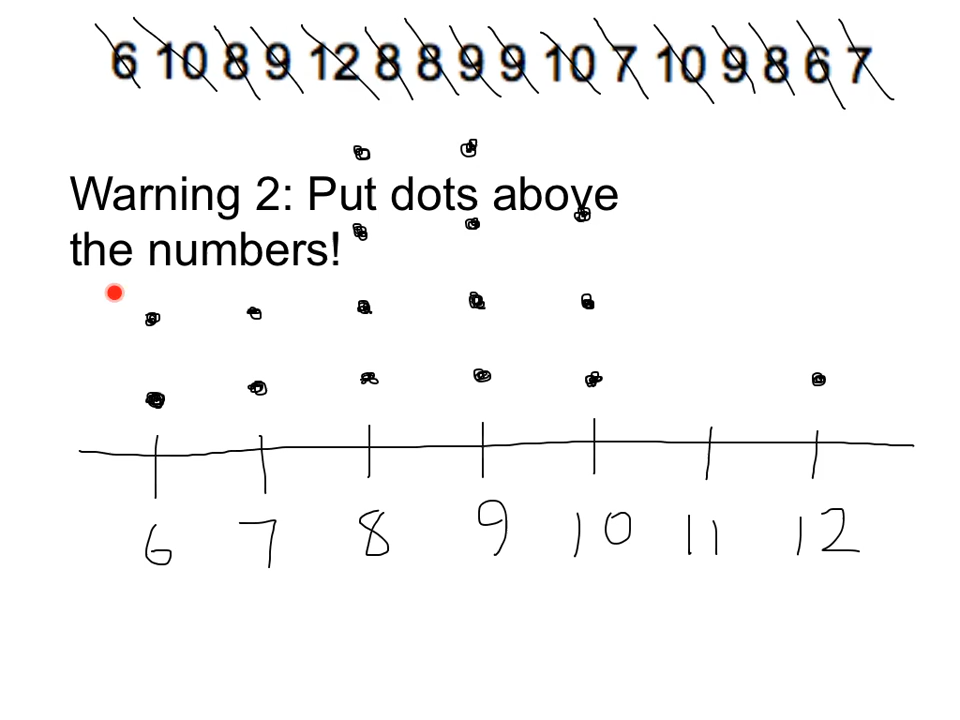 6 10 8 9 12 8 8 9 9 10 7 10 9 8 6 7
Warning 2: Put dots above
the numbers!
6 7 8 9 10 11 12